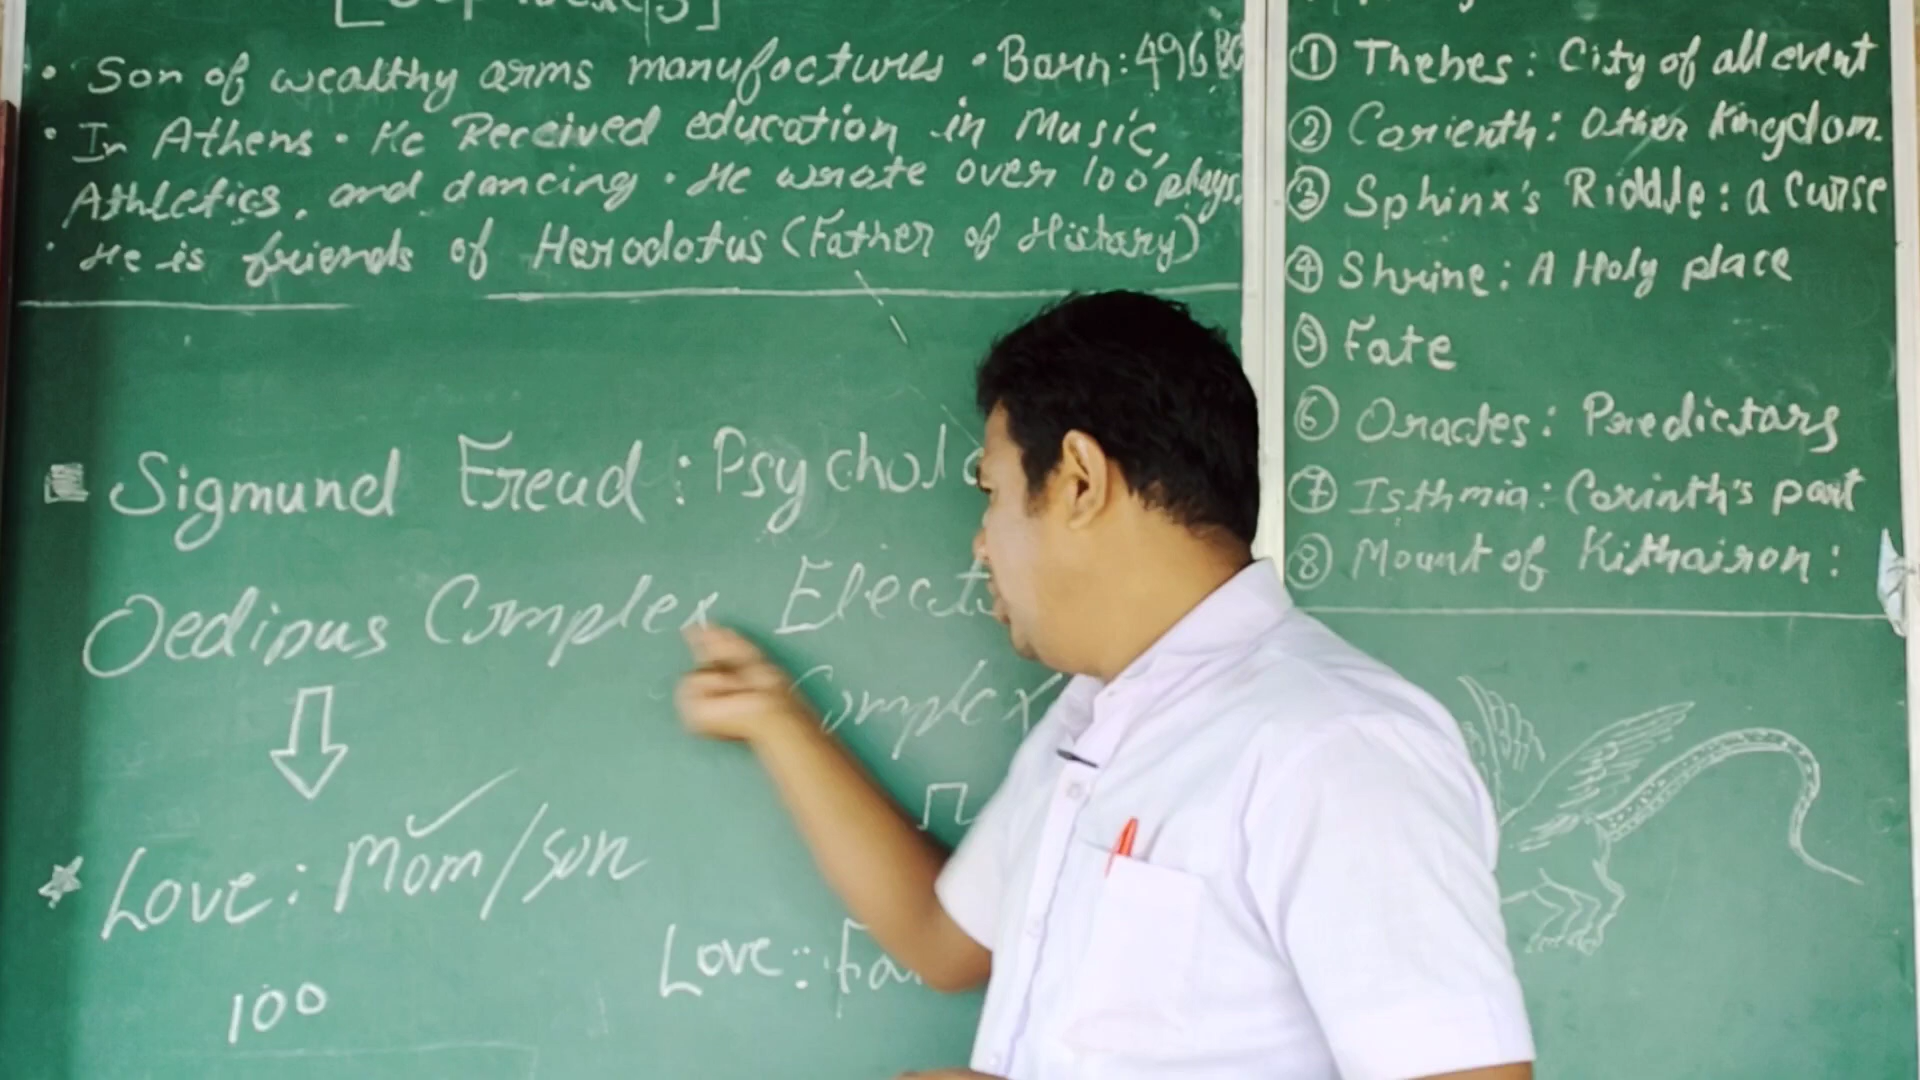 • Son of wealthy arms manufactures • Born: 496 BC
• In Athens • He Received education in Music,
Athletics, and dancing • He wrote over 100 plays.
• He is friends of Herodotus (Father of History)
Sigmund Freud: Psychol
Oedipus Complex Elect
Complex
Love: Mom/son
Love: Fa
100
① Thebes: City of all event
② Corienth: Other Kingdom.
③ Sphinx's Riddle: a Curse
④ Shrine: A Holy place
⑤ Fate
⑥ Oracles: Predictors
⑦ Isthmia: Corinth's part
⑧ Mount of Kithairon: